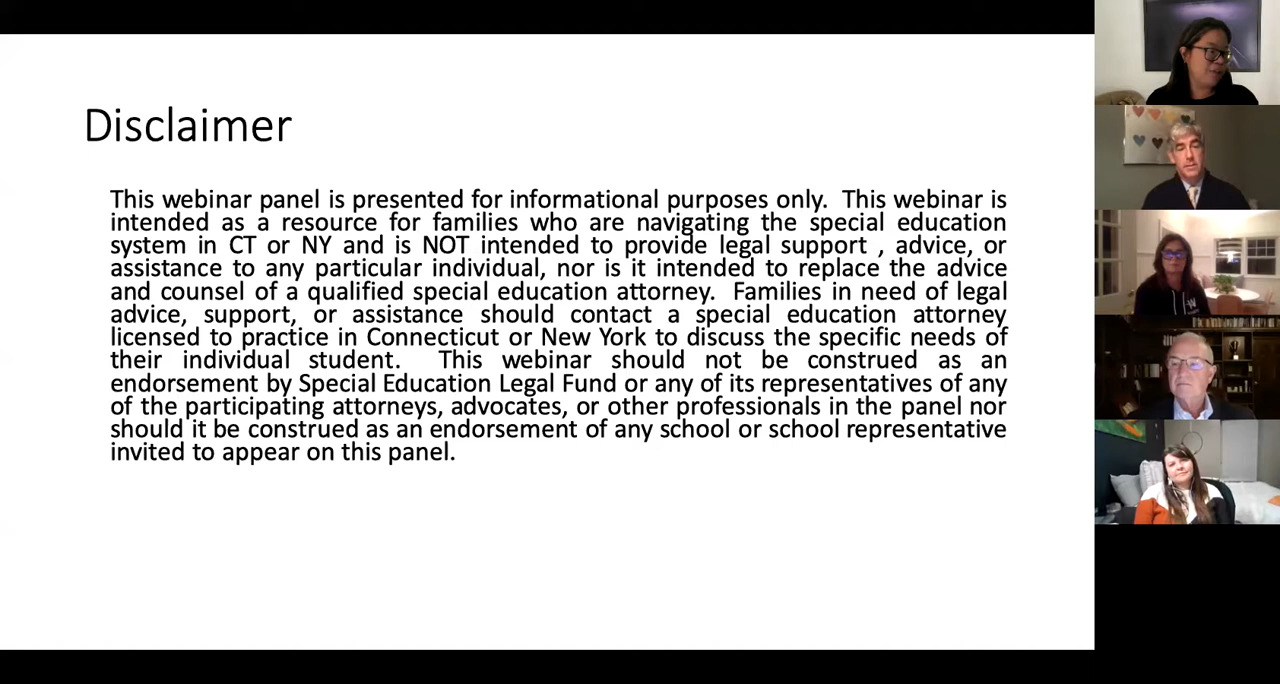 Disclaimer
This webinar panel is presented for informational purposes only.  This webinar is
intended as a resource for families who are navigating the special education
system in CT or NY and is NOT intended to provide legal support , advice, or
assistance to any particular individual, nor is it intended to replace the advice
and counsel of a qualified special education attorney.  Families in need of legal
advice, support, or assistance should contact a special education attorney
licensed to practice in Connecticut or New York to discuss the specific needs of
their individual student.  This webinar should not be construed as an
endorsement by Special Education Legal Fund or any of its representatives of any
of the participating attorneys, advocates, or other professionals in the panel nor
should it be construed as an endorsement of any school or school representative
invited to appear on this panel.